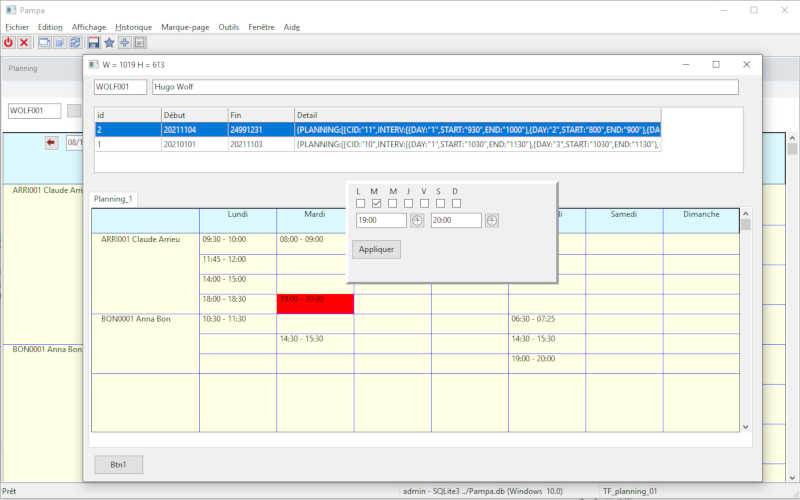 Pampa
Fichier Edition Affichage Historique Marque-page Outils Fenêtre Aide
Planning
W = 1019 H = 613
WOLF001 Hugo Wolf
WOLF001
id Début Fin Detail
2 20211104 24991231 {PLANNING:[{CID:"11",INTERV:[{DAY:"1",START:"930",END:"1000"},{DAY:"2",START:"800",END:"900"},{DA
1 20210101 20211103 {PLANNING:[{CID:"10",INTERV:[{DAY:"1",START:"1030",END:"1130"},{DAY:"3",START:"1030",END:"1130"},
08/1
L M M J V S D
Planning_1
19:00 20:00
Lundi Mardi di Samedi Dimanche
ARRI001 Claude Arrieu 09:30 - 10:00 08:00 - 09:00
Appliquer
ARRI001 Claude Arrie
11:45 - 12:00
14:00 - 15:00
18:00 - 18:30 19:00 - 20:00
BON0001 Anna Bon 10:30 - 11:30 06:30 - 07:25
14:30 - 15:30 14:30 - 15:30
BON0001 Anna Bon
19:00 - 20:00
Btn1
Prêt admin - SQLite3 ../Pampa.db (Windows 10.0) TF_planning_01